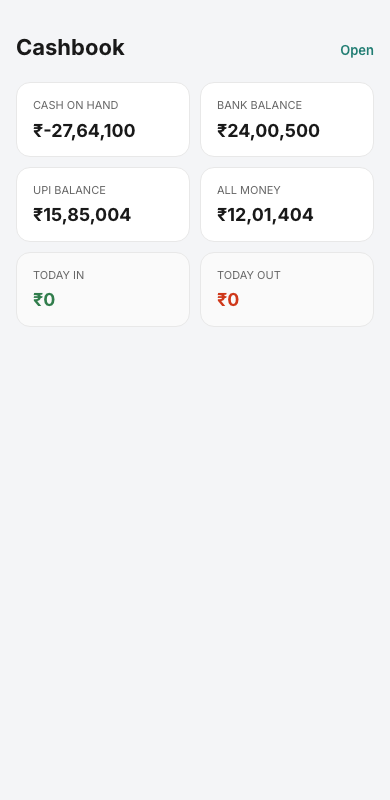 Cashbook
Open
CASH ON HAND
₹-27,64,100
BANK BALANCE
₹24,00,500
UPI BALANCE
₹15,85,004
ALL MONEY
₹12,01,404
TODAY IN
₹0
TODAY OUT
₹0